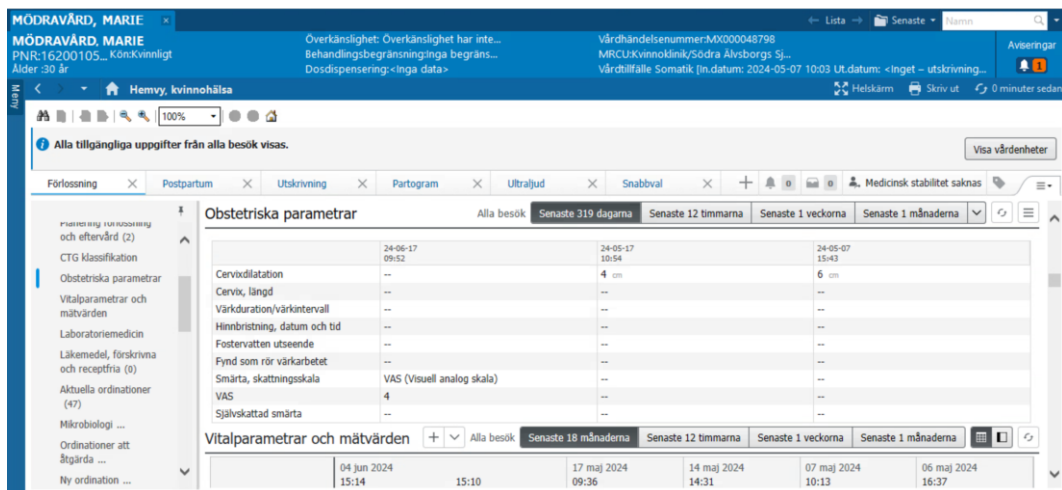 MÖDRAVÅRD, MARIE
Lista
Senaste
Namn
MÖDRAVÅRD, MARIE
PNR:16200105... Kön:Kvinnligt
Ålder :30 år
Överkänslighet: Överkänslighet har inte...
Behandlingsbegränsning:Inga begräns...
Dosdispensering:<Inga data>
Vårdhändelsenummer:MX000048798
MRCU:Kvinnoklinik/Södra Älvsborgs Sj...
Vårdtillfälle Somatik [In.datum: 2024-05-07 10:03 Ut.datum: <Inget – utskrivning...
Aviseringar
1
Meny
Hemvy, kvinnohälsa
Helskärm
Skriv ut
0 minuter sedan
100%
Alla tillgängliga uppgifter från alla besök visas.
Visa vårdenheter
Förlossning
Postpartum
Utskrivning
Partogram
Ultraljud
Snabbval
0
0
Medicinsk stabilitet saknas
Planering förlossning
och eftervård (2)
CTG klassifikation
Obstetriska parametrar
Vitalparametrar och
mätvärden
Laboratoriemedicin
Läkemedel, förskrivna
och receptfria (0)
Aktuella ordinationer
(47)
Mikrobiologi ...
Ordinationer att
åtgärda ...
Ny ordination ...
Obstetriska parametrar
Alla besök
Senaste 319 dagarna
Senaste 12 timmarna
Senaste 1 veckorna
Senaste 1 månaderna
24-06-17 24-05-17 24-05-07
09:52 10:54 15:43
Cervixdilatation -- 4 cm 6 cm
Cervix, längd -- -- --
Värkduration/värkintervall -- -- --
Hinnbristning, datum och tid -- -- --
Fostervatten utseende -- -- --
Fynd som rör värkarbetet -- -- --
Smärta, skattningsskala VAS (Visuell analog skala) -- --
VAS 4 -- --
Självskattad smärta -- -- --
Vitalparametrar och mätvärden
Alla besök
Senaste 18 månaderna
Senaste 12 timmarna
Senaste 1 veckorna
Senaste 1 månaderna
04 jun 2024 17 maj 2024 14 maj 2024 07 maj 2024 06 maj 2024
15:14 15:10 09:36 14:31 10:13 16:37